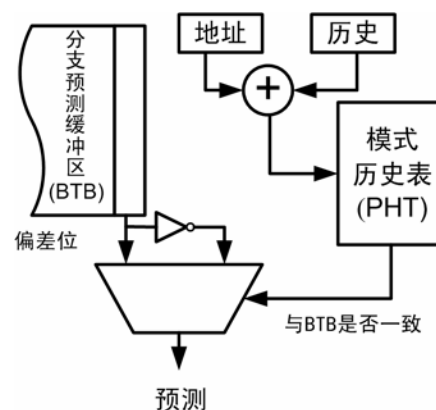 分支预测缓冲区
(BTB)
地址
历史
+
模式
历史表
(PHT)
偏差位
与BTB是否一致
预测